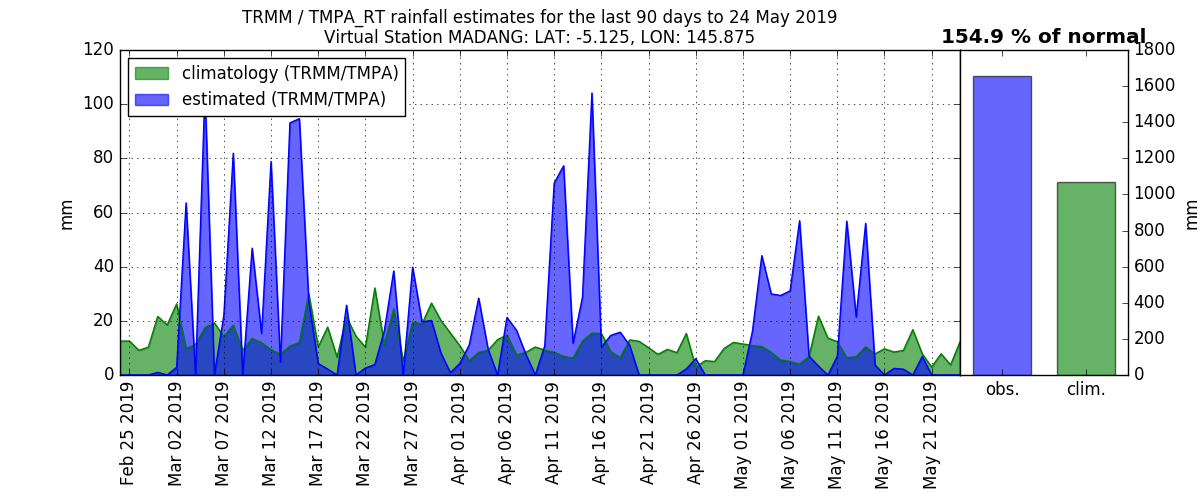 TRMM / TMPA_RT rainfall estimates for the last 90 days to 24 May 2019
Virtual Station MADANG: LAT: -5.125, LON: 145.875
154.9 % of normal
climatology (TRMM/TMPA)
estimated (TRMM/TMPA)
mm
120
100
80
60
40
20
0
1800
1600
1400
1200
1000
800
600
400
200
0
mm
Feb 25 2019
Mar 02 2019
Mar 07 2019
Mar 12 2019
Mar 17 2019
Mar 22 2019
Mar 27 2019
Apr 01 2019
Apr 06 2019
Apr 11 2019
Apr 16 2019
Apr 21 2019
Apr 26 2019
May 01 2019
May 06 2019
May 11 2019
May 16 2019
May 21 2019
obs.
clim.